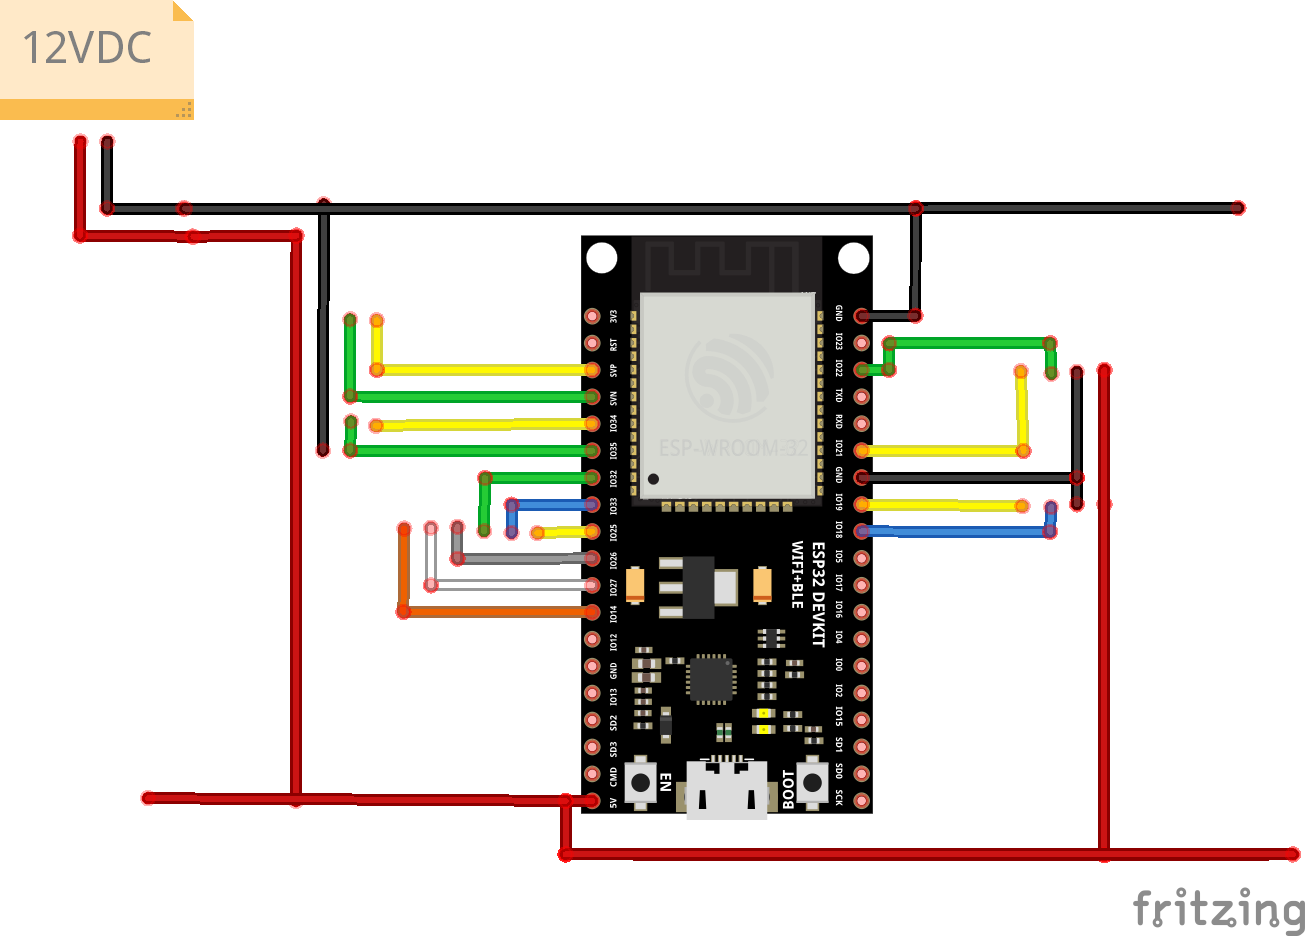 12VDC
3V3
RST
SVP
SVN
IO34
IO35
IO32
IO33
IO25
IO26
IO27
IO14
IO12
GND
IO13
SD2
SD3
CMD
5V
GND
IO23
IO22
TXD
RXD
IO21
GND
IO19
IO18
IO5
IO17
IO16
IO4
IO0
IO2
IO15
SD1
SD0
SCK
ESP-WROOM-32
ESP32 DEVKIT
WIFI+BLE
EN
BOOT
fritzing